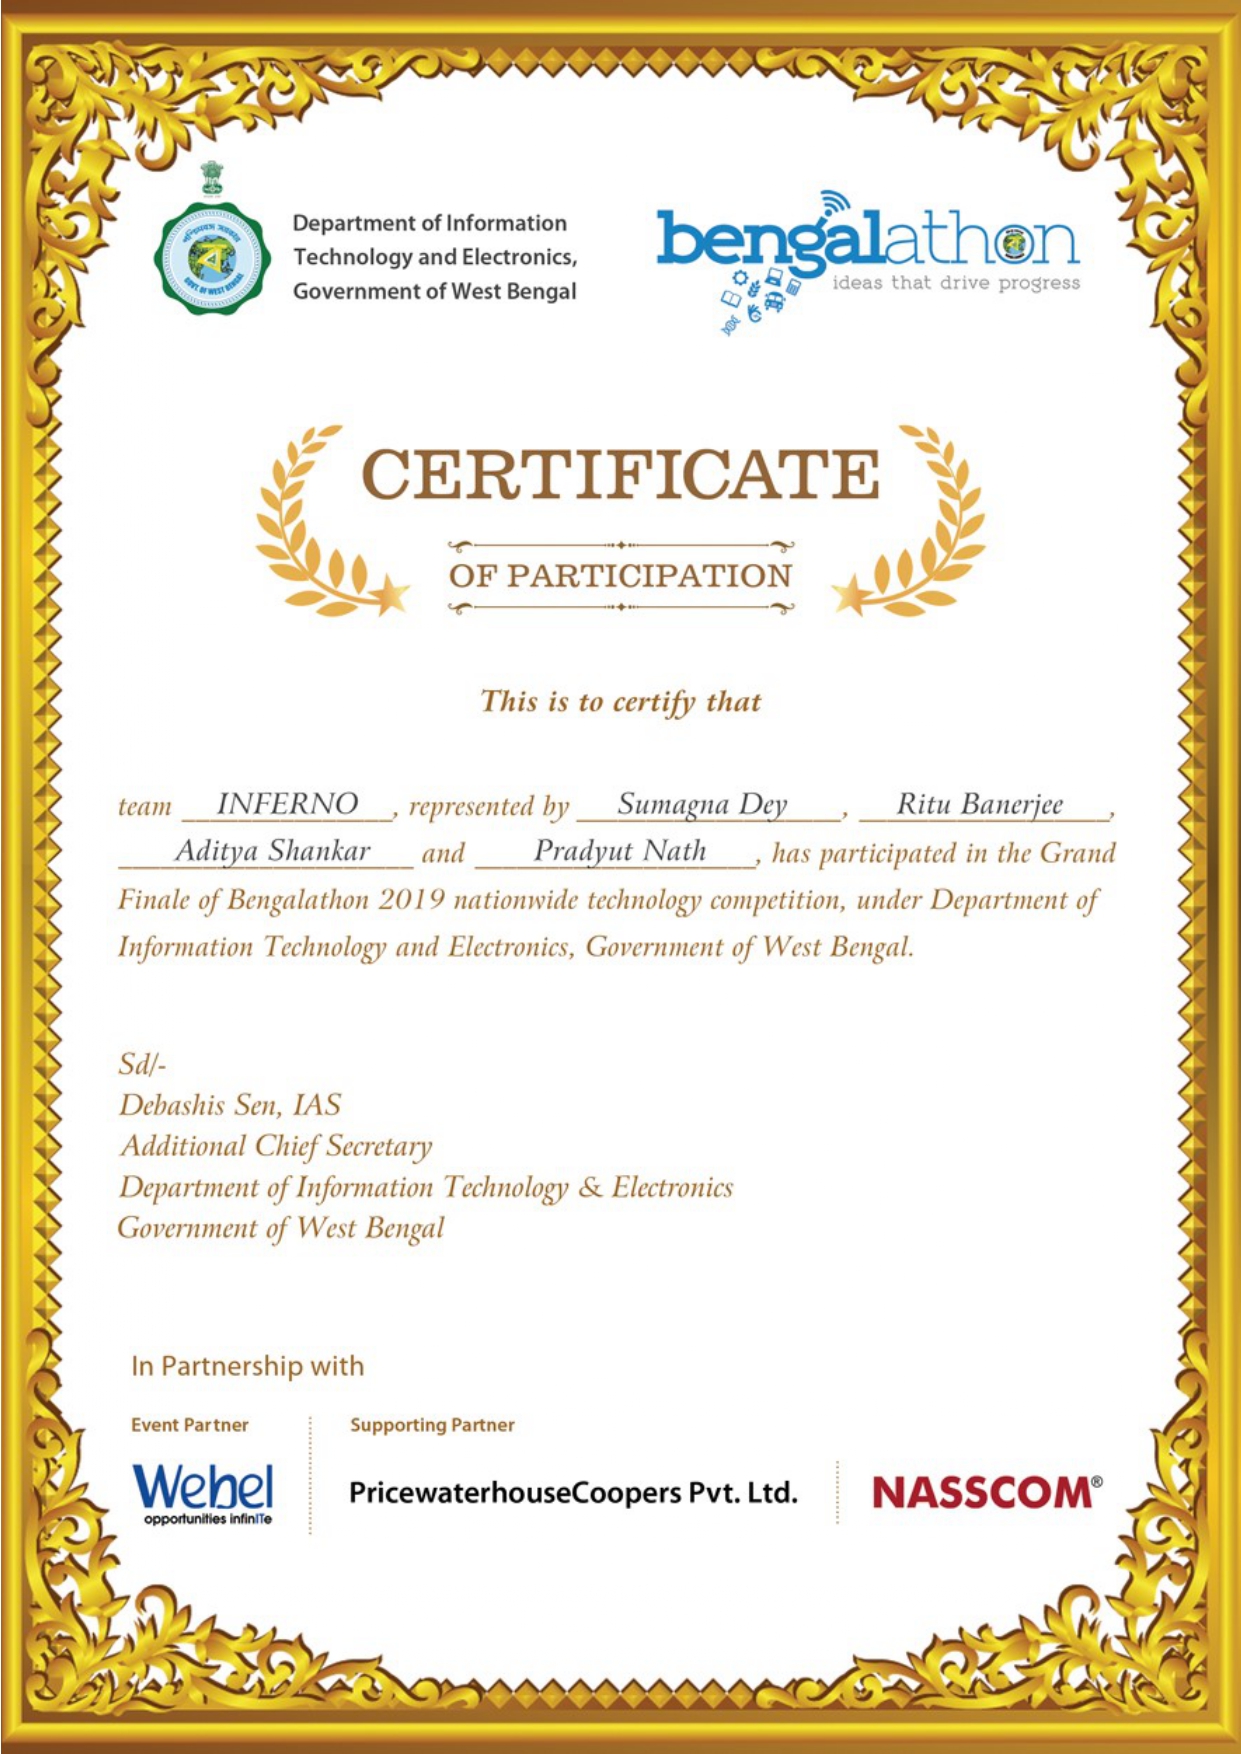 Department of Information
Technology and Electronics,
Government of West Bengal
GOVT. OF WEST BENGAL
bengalathon
ideas that drive progress
CERTIFICATE
OF PARTICIPATION
This is to certify that
team INFERNO, represented by Sumagna Dey, Ritu Banerjee,
Aditya Shankar and Pradyut Nath, has participated in the Grand
Finale of Bengalathon 2019 nationwide technology competition, under Department of
Information Technology and Electronics, Government of West Bengal.
Sd/-
Debashis Sen, IAS
Additional Chief Secretary
Department of Information Technology & Electronics
Government of West Bengal
In Partnership with
Event Partner
Supporting Partner
Webel
opportunities infinITe
PricewaterhouseCoopers Pvt. Ltd.
NASSCOM®